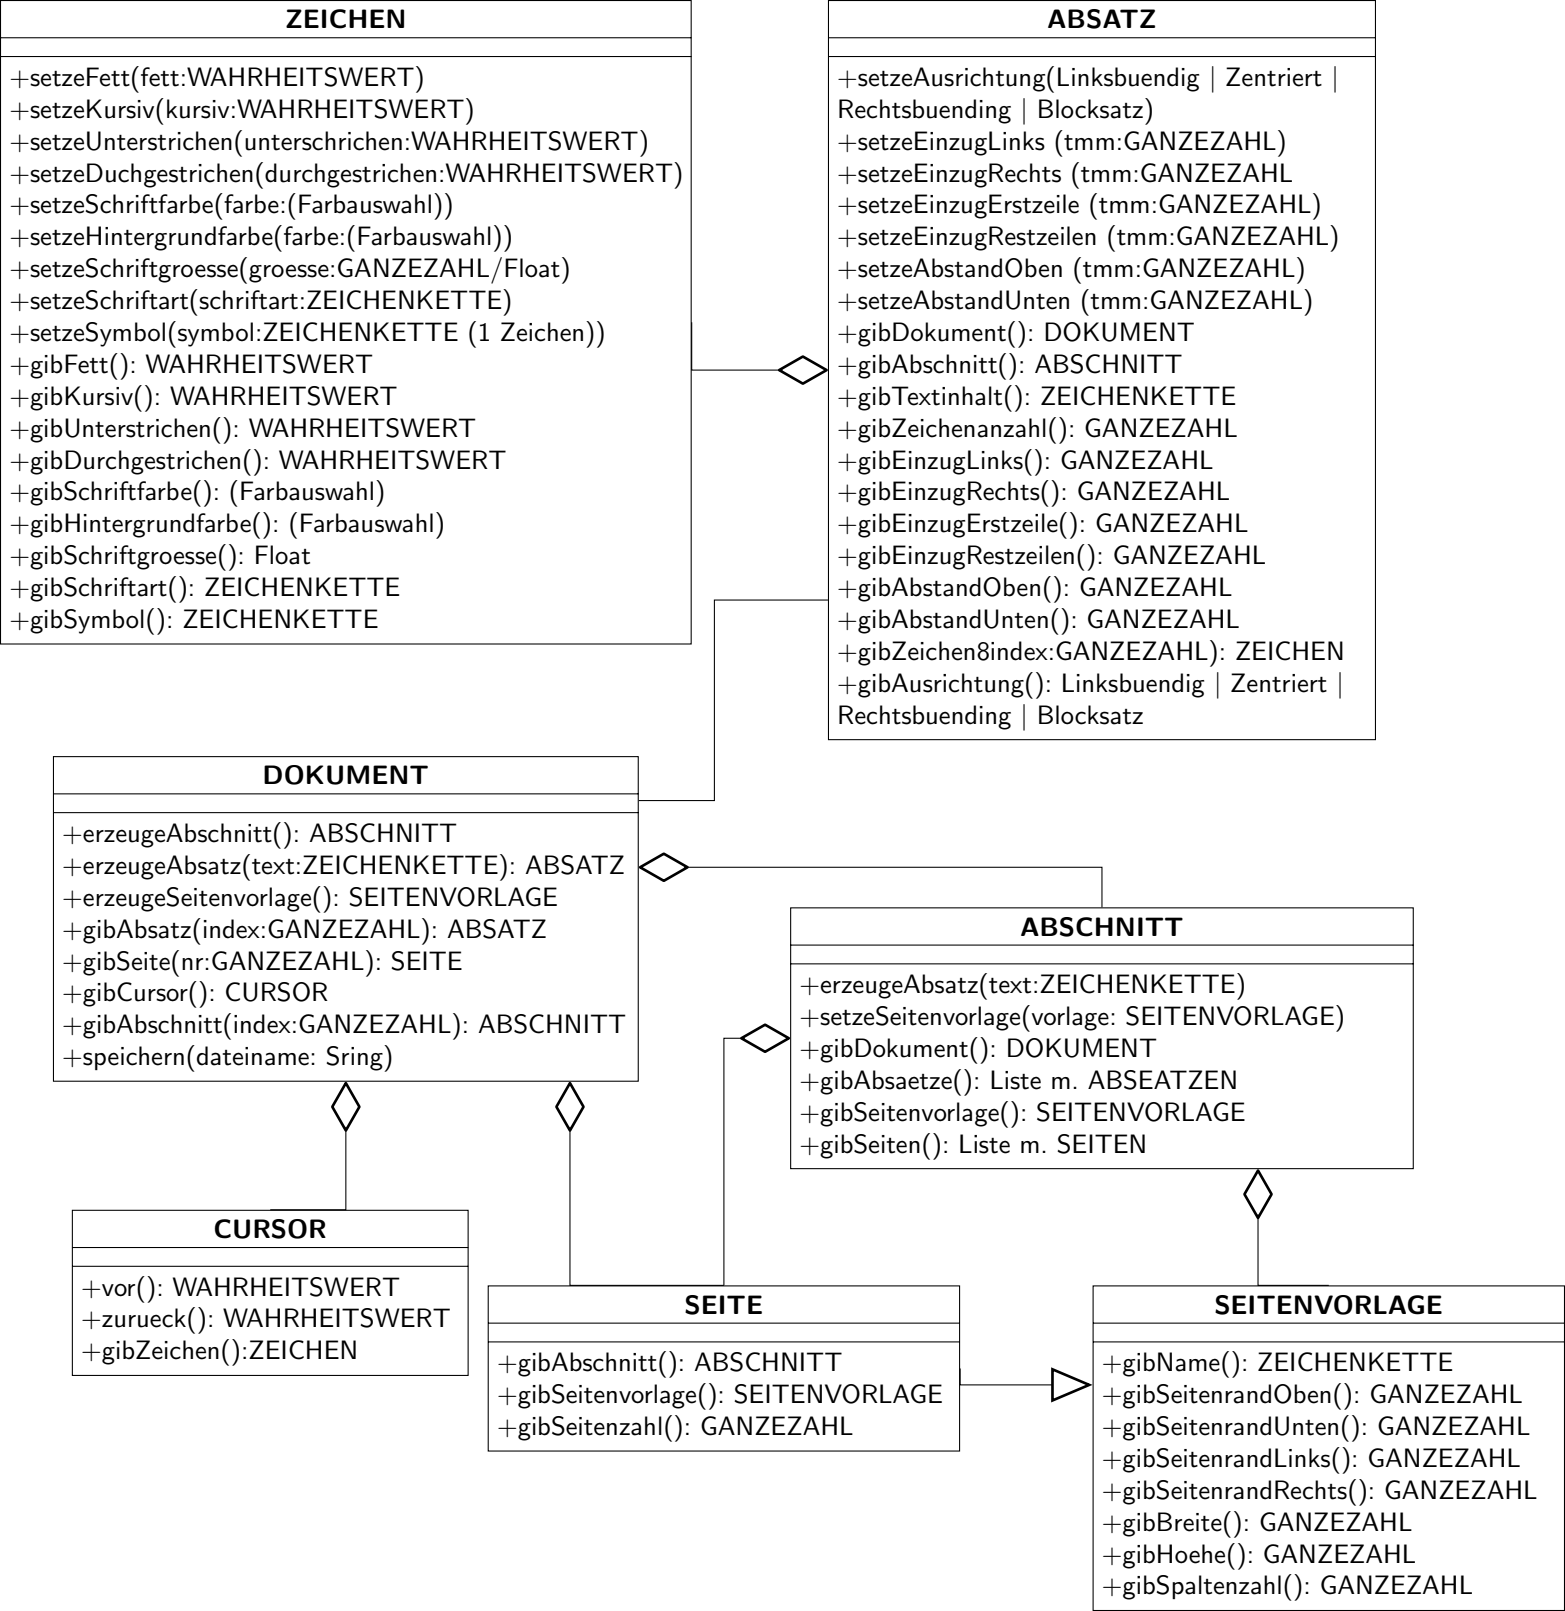 ZEICHEN
+setzeFett(fett:WAHRHEITSWERT)
+setzeKursiv(kursiv:WAHRHEITSWERT)
+setzeUnterstrichen(unterschrichen:WAHRHEITSWERT)
+setzeDuchgestrichen(durchgestrichen:WAHRHEITSWERT)
+setzeSchriftfarbe(farbe:(Farbauswahl))
+setzeHintergrundfarbe(farbe:(Farbauswahl))
+setzeSchriftgroesse(groesse:GANZEZAHL/Float)
+setzeSchriftart(schriftart:ZEICHENKETTE)
+setzeSymbol(symbol:ZEICHENKETTE (1 Zeichen))
+gibFett(): WAHRHEITSWERT
+gibKursiv(): WAHRHEITSWERT
+gibUnterstrichen(): WAHRHEITSWERT
+gibDurchgestrichen(): WAHRHEITSWERT
+gibSchriftfarbe(): (Farbauswahl)
+gibHintergrundfarbe(): (Farbauswahl)
+gibSchriftgroesse(): Float
+gibSchriftart(): ZEICHENKETTE
+gibSymbol(): ZEICHENKETTE
ABSATZ
+setzeAusrichtung(Linksbuendig | Zentriert |
Rechtsbuending | Blocksatz)
+setzeEinzugLinks (tmm:GANZEZAHL)
+setzeEinzugRechts (tmm:GANZEZAHL
+setzeEinzugErstzeile (tmm:GANZEZAHL)
+setzeEinzugRestzeilen (tmm:GANZEZAHL)
+setzeAbstandOben (tmm:GANZEZAHL)
+setzeAbstandUnten (tmm:GANZEZAHL)
+gibDokument(): DOKUMENT
+gibAbschnitt(): ABSCHNITT
+gibTextinhalt(): ZEICHENKETTE
+gibZeichenanzahl(): GANZEZAHL
+gibEinzugLinks(): GANZEZAHL
+gibEinzugRechts(): GANZEZAHL
+gibEinzugErstzeile(): GANZEZAHL
+gibEinzugRestzeilen(): GANZEZAHL
+gibAbstandOben(): GANZEZAHL
+gibAbstandUnten(): GANZEZAHL
+gibZeichen8index:GANZEZAHL): ZEICHEN
+gibAusrichtung(): Linksbuendig | Zentriert |
Rechtsbuending | Blocksatz
DOKUMENT
+erzeugeAbschnitt(): ABSCHNITT
+erzeugeAbsatz(text:ZEICHENKETTE): ABSATZ
+erzeugeSeitenvorlage(): SEITENVORLAGE
+gibAbsatz(index:GANZEZAHL): ABSATZ
+gibSeite(nr:GANZEZAHL): SEITE
+gibCursor(): CURSOR
+gibAbschnitt(index:GANZEZAHL): ABSCHNITT
+speichern(dateiname: Sring)
ABSCHNITT
+erzeugeAbsatz(text:ZEICHENKETTE)
+setzeSeitenvorlage(vorlage: SEITENVORLAGE)
+gibDokument(): DOKUMENT
+gibAbsaetze(): Liste m. ABSEATZEN
+gibSeitenvorlage(): SEITENVORLAGE
+gibSeiten(): Liste m. SEITEN
CURSOR
+vor(): WAHRHEITSWERT
+zurueck(): WAHRHEITSWERT
+gibZeichen():ZEICHEN
SEITE
+gibAbschnitt(): ABSCHNITT
+gibSeitenvorlage(): SEITENVORLAGE
+gibSeitenzahl(): GANZEZAHL
SEITENVORLAGE
+gibName(): ZEICHENKETTE
+gibSeitenrandOben(): GANZEZAHL
+gibSeitenrandUnten(): GANZEZAHL
+gibSeitenrandLinks(): GANZEZAHL
+gibSeitenrandRechts(): GANZEZAHL
+gibBreite(): GANZEZAHL
+gibHoehe(): GANZEZAHL
+gibSpaltenzahl(): GANZEZAHL